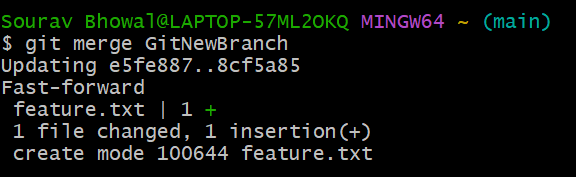 Sourav Bhowal@LAPTOP-57ML2OKQ MINGW64 ~ (main)
$ git merge GitNewBranch
Updating e5fe887..8cf5a85
Fast-forward
 feature.txt | 1 +
 1 file changed, 1 insertion(+)
 create mode 100644 feature.txt